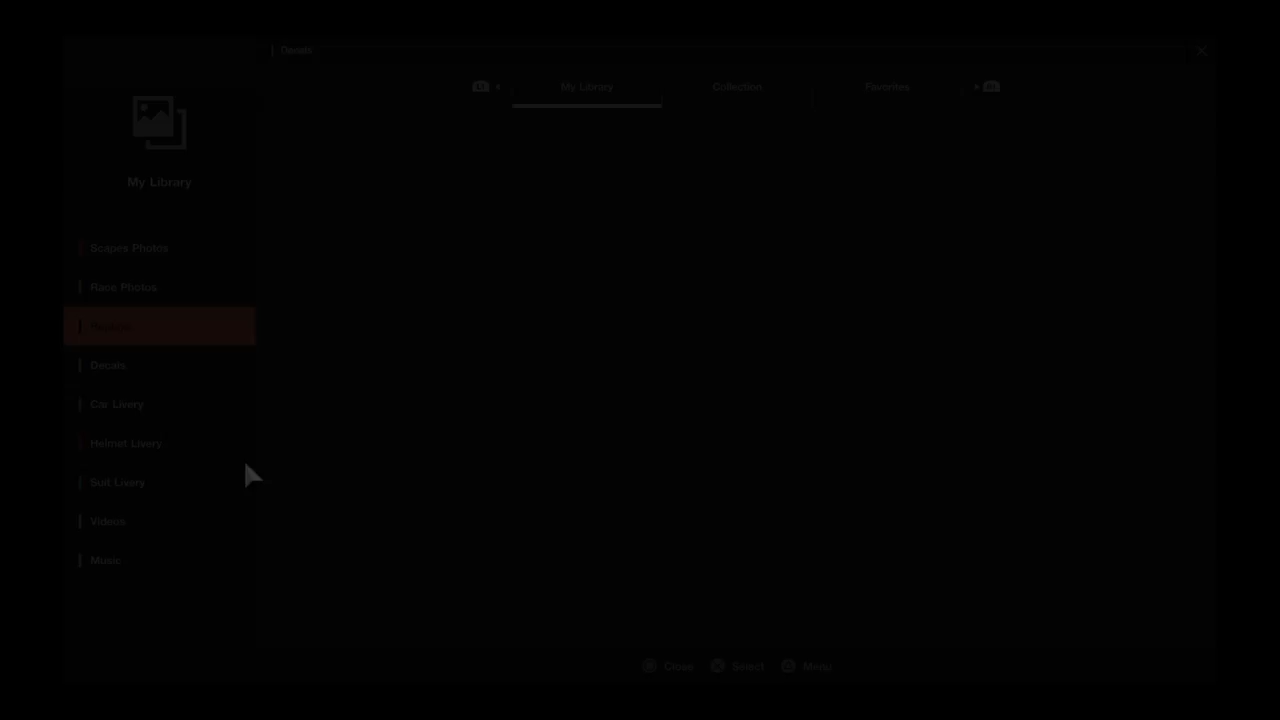 Decals
My Library
Collection
Favorites
My Library
Scapes Photos
Race Photos
Replays
Decals
Car Livery
Helmet Livery
Suit Livery
Videos
Music
Close
Select
Menu